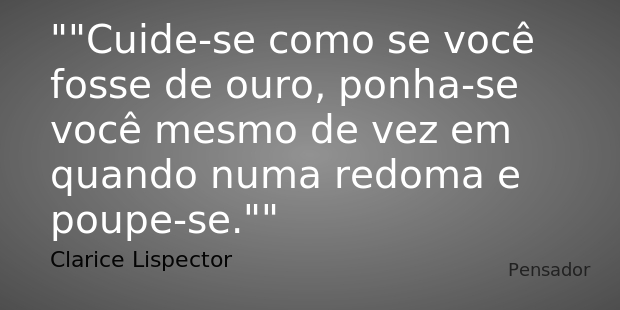 ""Cuide-se como se você
fosse de ouro, ponha-se
você mesmo de vez em
quando numa redoma e
poupe-se.""
Clarice Lispector
Pensador